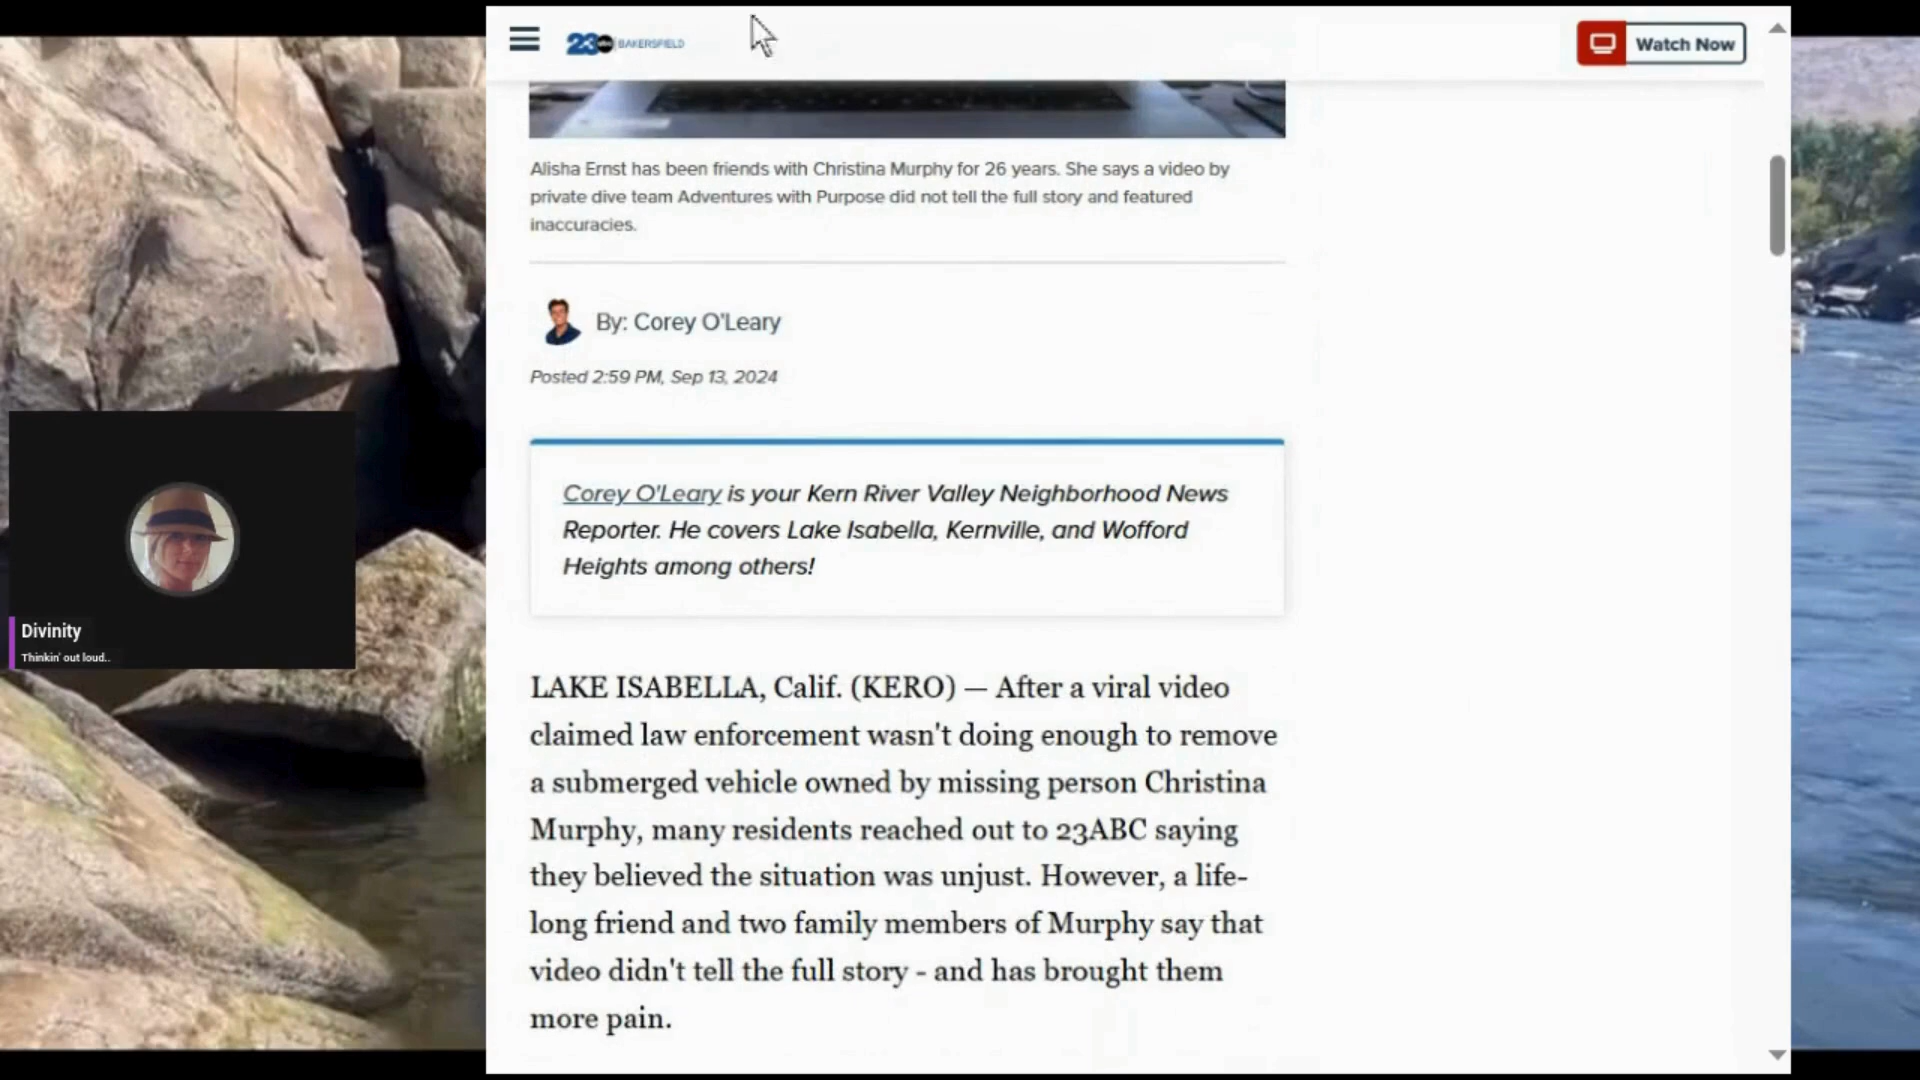 23 abc BAKERSFIELD
Watch Now
Alisha Ernst has been friends with Christina Murphy for 26 years. She says a video by
private dive team Adventures with Purpose did not tell the full story and featured
inaccuracies.
By: Corey O'Leary
Posted 2:59 PM, Sep 13, 2024
Corey O'Leary is your Kern River Valley Neighborhood News
Reporter. He covers Lake Isabella, Kernville, and Wofford
Heights among others!
Divinity
Thinkin' out loud..
LAKE ISABELLA, Calif. (KERO) — After a viral video
claimed law enforcement wasn't doing enough to remove
a submerged vehicle owned by missing person Christina
Murphy, many residents reached out to 23ABC saying
they believed the situation was unjust. However, a life-
long friend and two family members of Murphy say that
video didn't tell the full story - and has brought them
more pain.